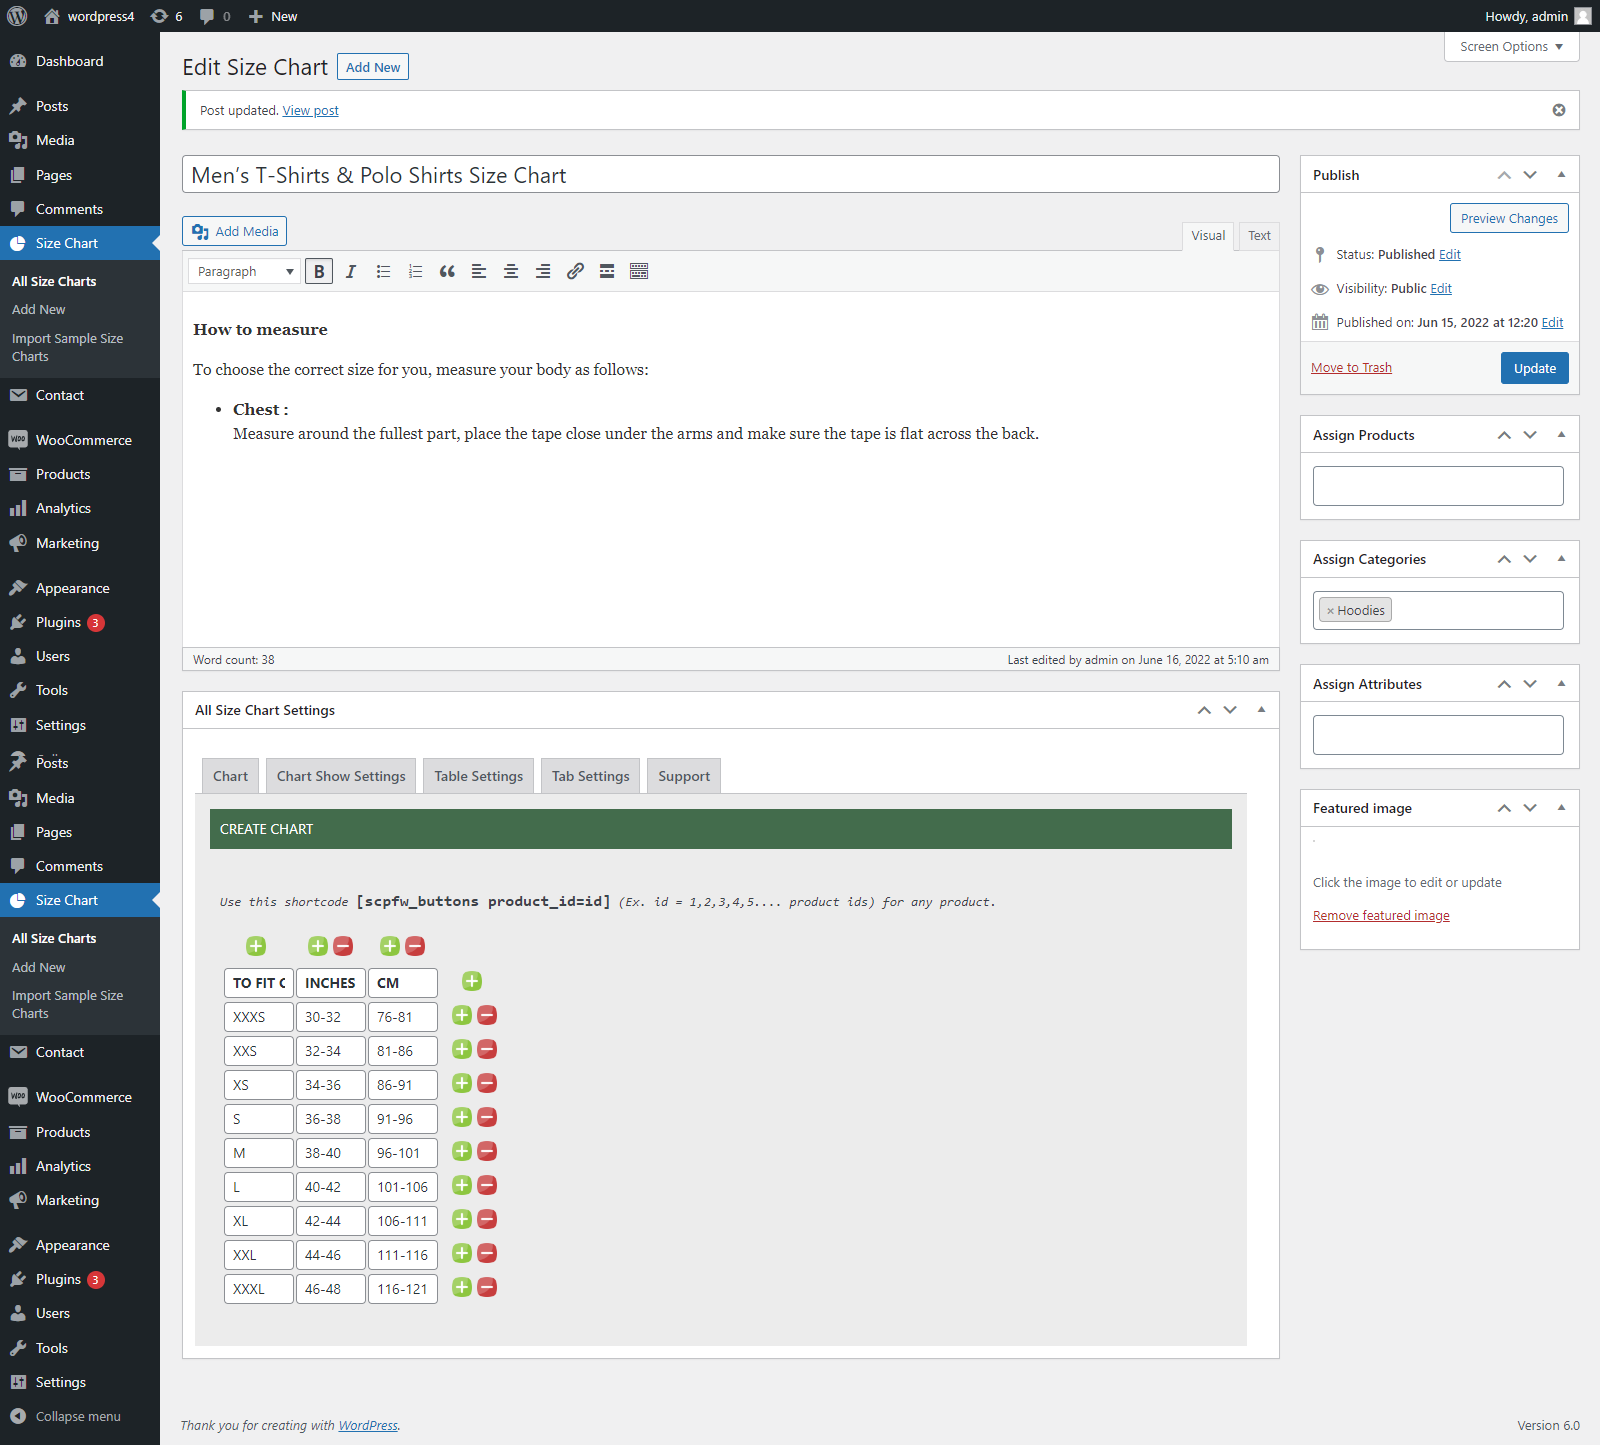 wordpress4
6
0
New
Howdy, admin
Dashboard
Posts
Media
Pages
Comments
Size Chart
All Size Charts
Add New
Import Sample Size
Charts
Contact
WooCommerce
Products
Analytics
Marketing
Appearance
Plugins 3
Users
Tools
Settings
Posts
Media
Pages
Comments
Size Chart
All Size Charts
Add New
Import Sample Size
Charts
Contact
WooCommerce
Products
Analytics
Marketing
Appearance
Plugins 3
Users
Tools
Settings
Collapse menu
Screen Options
Edit Size Chart
Add New
Post updated. View post
Men’s T-Shirts & Polo Shirts Size Chart
Add Media
Visual
Text
Paragraph
How to measure
To choose the correct size for you, measure your body as follows:
• Chest :
Measure around the fullest part, place the tape close under the arms and make sure the tape is flat across the back.
Word count: 38
Last edited by admin on June 16, 2022 at 5:10 am
All Size Chart Settings
Chart
Chart Show Settings
Table Settings
Tab Settings
Support
CREATE CHART
Use this shortcode [scpfw_buttons product_id=id] (Ex. id = 1,2,3,4,5.... product ids) for any product.
TO FIT C INCHES CM
XXXS 30-32 76-81
XXS 32-34 81-86
XS 34-36 86-91
S 36-38 91-96
M 38-40 96-101
L 40-42 101-106
XL 42-44 106-111
XXL 44-46 111-116
XXXL 46-48 116-121
Publish
Preview Changes
Status: Published Edit
Visibility: Public Edit
Published on: Jun 15, 2022 at 12:20 Edit
Move to Trash
Update
Assign Products
Assign Categories
× Hoodies
Assign Attributes
Featured image
Click the image to edit or update
Remove featured image
Thank you for creating with WordPress.
Version 6.0